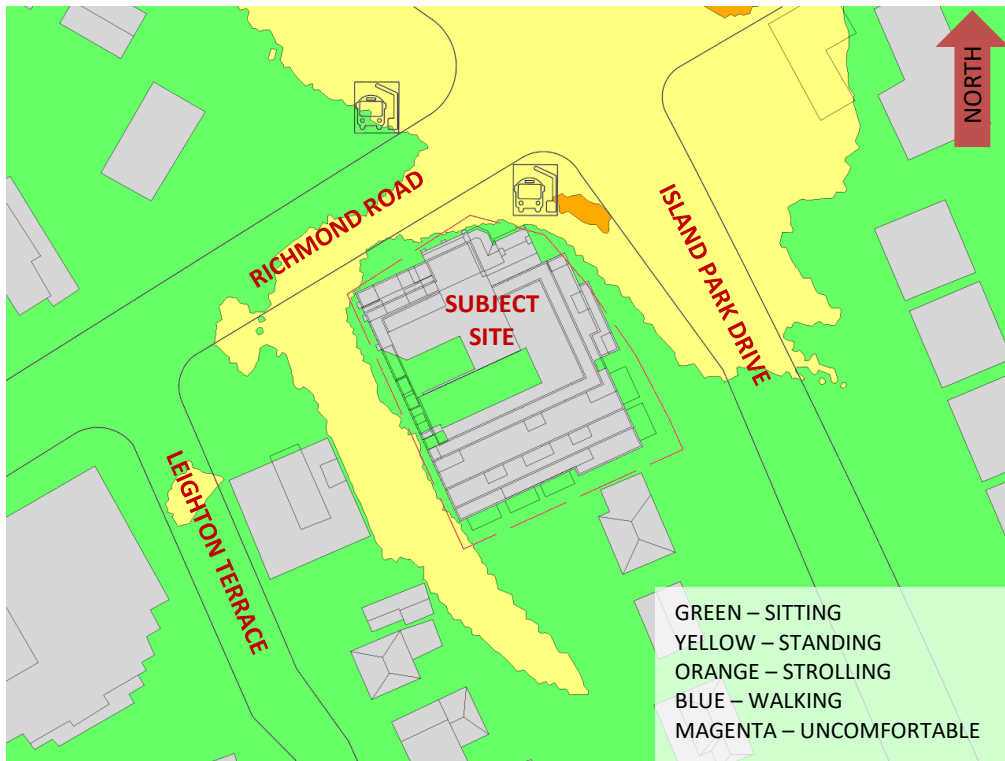 NORTH
RICHMOND ROAD
ISLAND PARK DRIVE
SUBJECT
SITE
LEIGHTON TERRACE
GREEN – SITTING
YELLOW – STANDING
ORANGE – STROLLING
BLUE – WALKING
MAGENTA – UNCOMFORTABLE